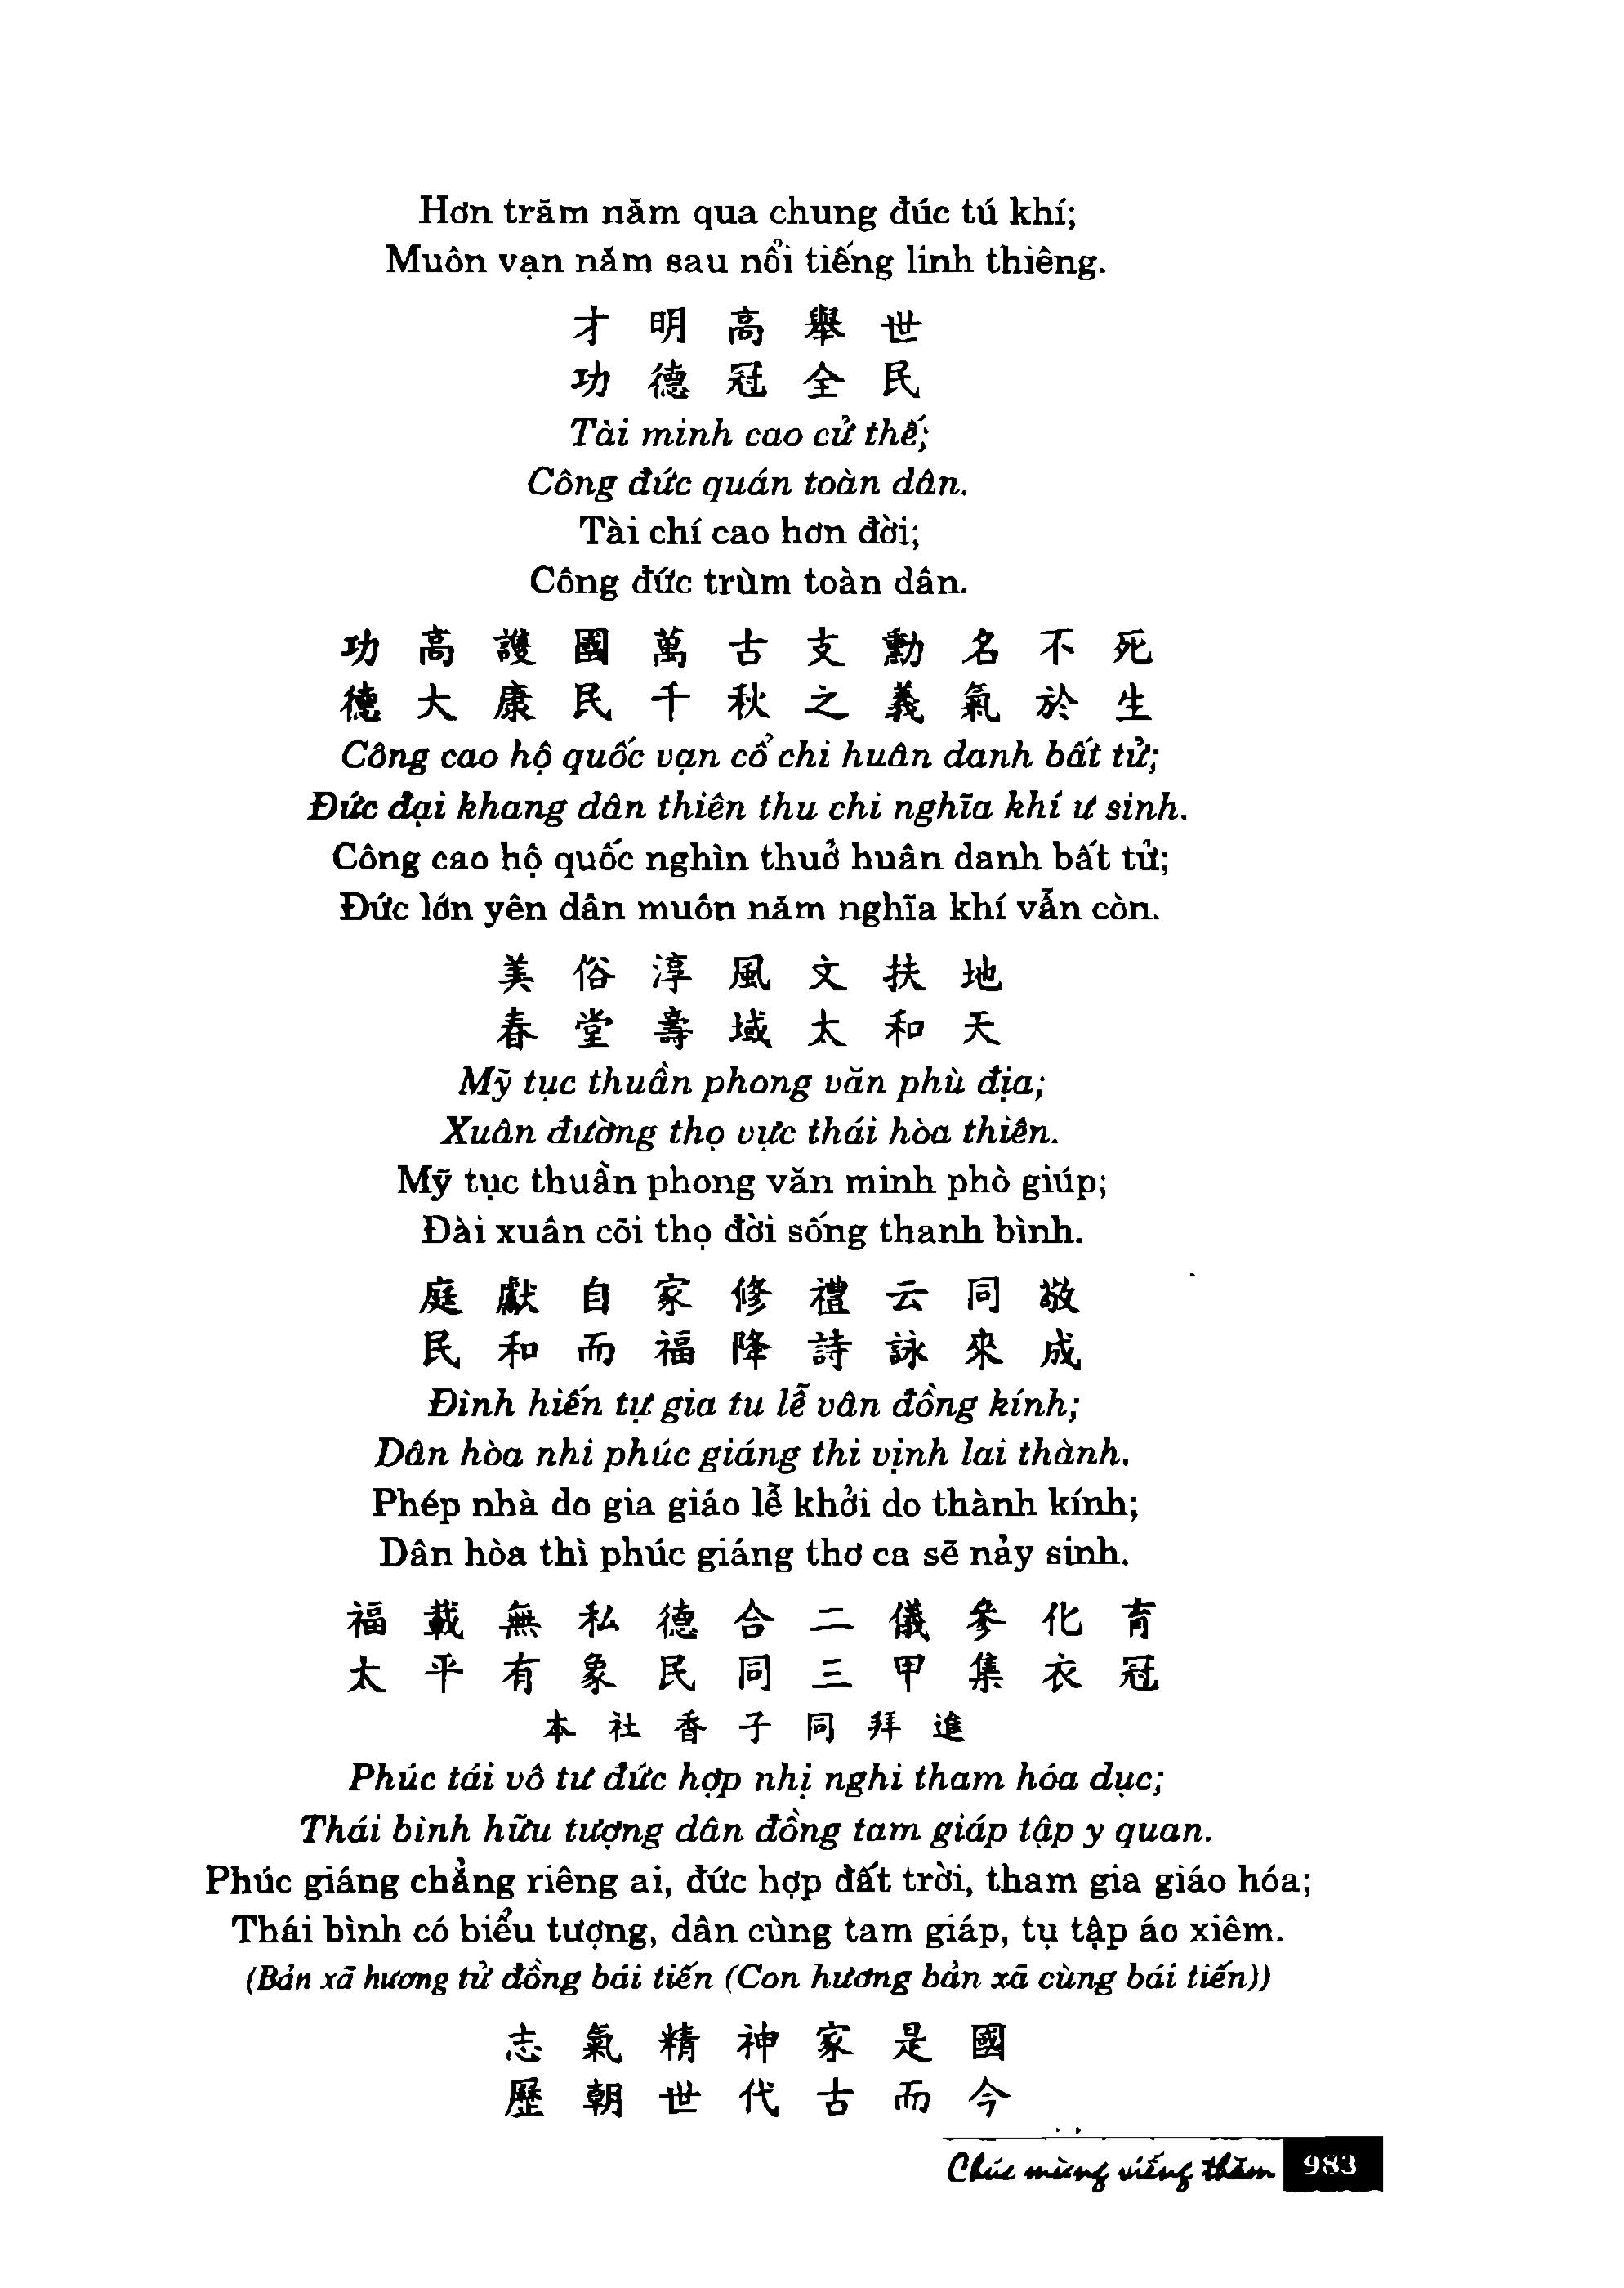 Hơn trăm năm qua chung đúc tú khí;
Muôn vạn năm sau nổi tiếng linh thiêng.
才 明 高 舉 世
功 德 冠 全 民
Tài minh cao cử thế;
Công đức quán toàn dân.
Tài chí cao hơn đời;
Công đức trùm toàn dân.
功 高 護 國 萬 古 支 勳 名 不 死
德 大 康 民 千 秋 之 義 氣 於 生
Công cao hộ quốc vạn cổ chi huân danh bất tử;
Đức đại khang dân thiên thu chi nghĩa khí ư sinh.
Công cao hộ quốc nghìn thuở huân danh bất tử;
Đức lớn yên dân muôn năm nghĩa khí vẫn còn.
美 俗 淳 風 文 扶 地
春 堂 壽 域 太 和 天
Mỹ tục thuần phong văn phù địa;
Xuân đường thọ vực thái hòa thiên.
Mỹ tục thuần phong văn minh phò giúp;
Đài xuân cõi thọ đời sống thanh bình.
庭 獻 自 家 修 禮 云 同 敬
民 和 而 福 降 詩 詠 來 成
Đình hiến tự gia tu lễ vân đồng kính;
Dân hòa nhi phúc giáng thi vịnh lai thành.
Phép nhà do gia giáo lễ khởi do thành kính;
Dân hòa thì phúc giáng thơ ca sẽ nảy sinh.
福 載 無 私 德 合 二 儀 參 化 育
太 平 有 象 民 同 三 甲 集 衣 冠
本 社 香 子 同 拜 進
Phúc tái vô tư đức hợp nhị nghi tham hóa dục;
Thái bình hữu tượng dân đồng tam giáp tập y quan.
Phúc giáng chẳng riêng ai, đức hợp đất trời, tham gia giáo hóa;
Thái bình có biểu tượng, dân cùng tam giáp, tụ tập áo xiêm.
(Bản xã hương tử đồng bái tiến (Con hương bản xã cùng bái tiến))
志 氣 精 神 家 是 國
歷 朝 世 代 古 而 今
Chúc mừng viếng thăm 983